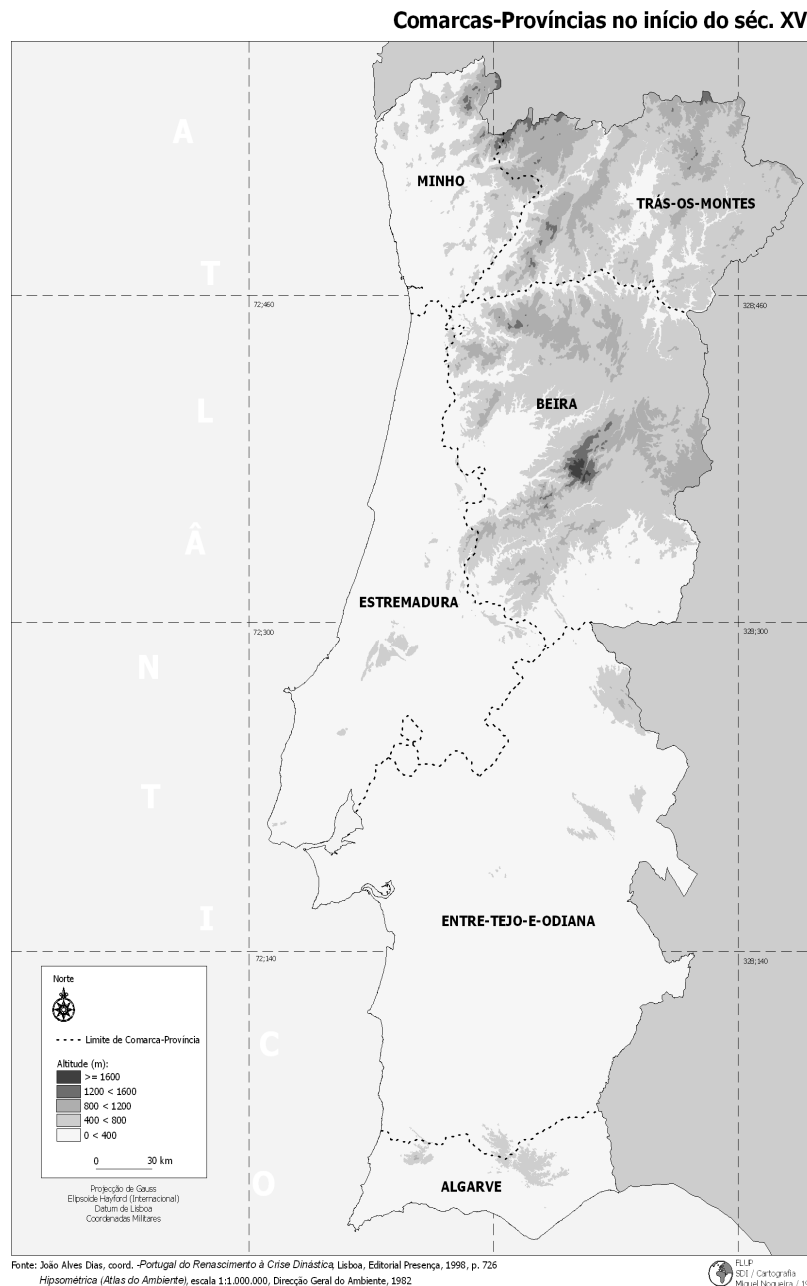 Comarcas-Províncias no início do séc. XV
A
MINHO
TRÁS-OS-MONTES
T
72;460
328;460
L
BEIRA
Â
ESTREMADURA
72;300
328;300
N
T
I
ENTRE-TEJO-E-ODIANA
72;140
328;140
Norte
Limite de Comarca-Província
C
Altitude (m):
>= 1600
1200 < 1600
800 < 1200
400 < 800
0 < 400
0 30 km
O
ALGARVE
Projecção de Gauss
Elipsoide Hayford (Internacional)
Datum de Lisboa
Coordenadas Militares
Fonte: João Alves Dias, coord. -Portugal do Renascimento à Crise Dinástica, Lisboa, Editorial Presença, 1998, p. 726
Hipsométrica (Atlas do Ambiente), escala 1:1.000.000, Direcção Geral do Ambiente, 1982
FLUP
SDI / Cartografia
Miguel Nogueira /